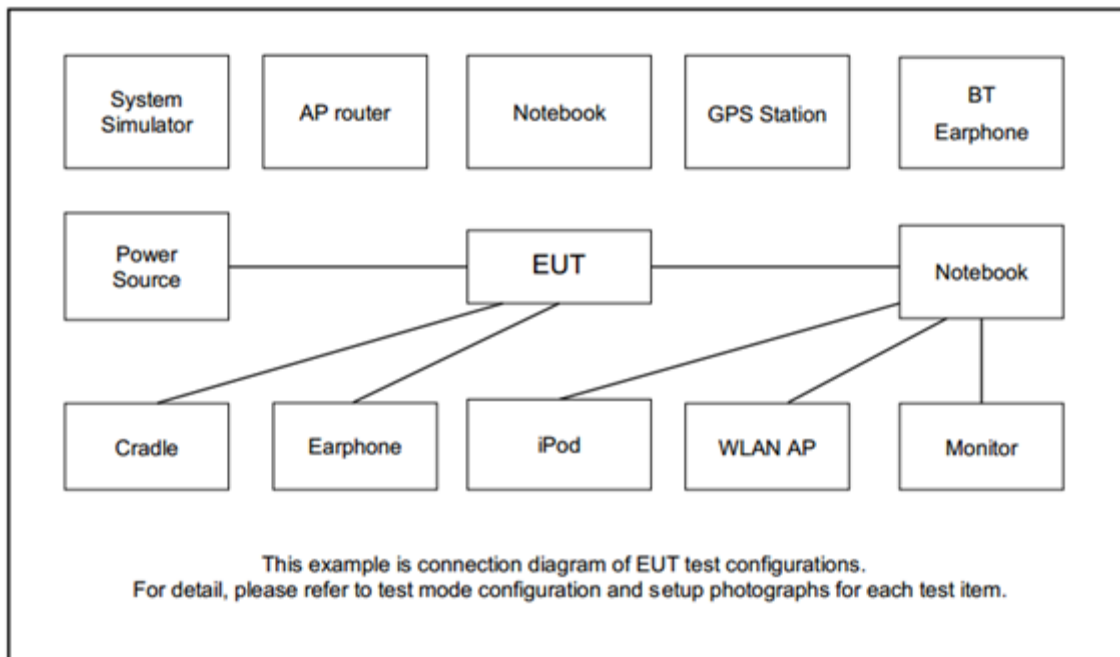 System
Simulator
AP router
Notebook
GPS Station
BT
Earphone
Power
Source
EUT
Notebook
Cradle
Earphone
iPod
WLAN AP
Monitor
This example is connection diagram of EUT test configurations.
For detail, please refer to test mode configuration and setup photographs for each test item.